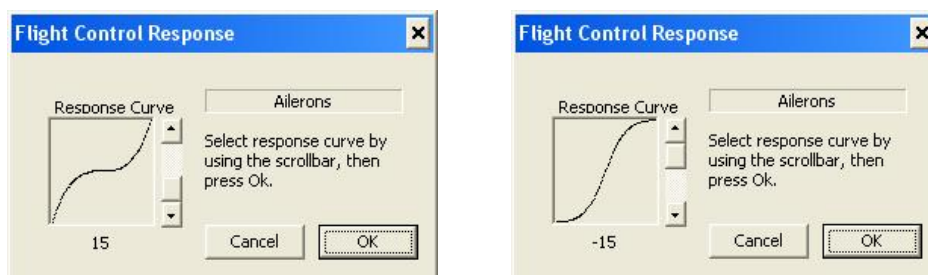 Flight Control Response
Response Curve
Ailerons
Select response curve by
using the scrollbar, then
press Ok.
15
Cancel
OK
Flight Control Response
Response Curve
Ailerons
Select response curve by
using the scrollbar, then
press Ok.
-15
Cancel
OK